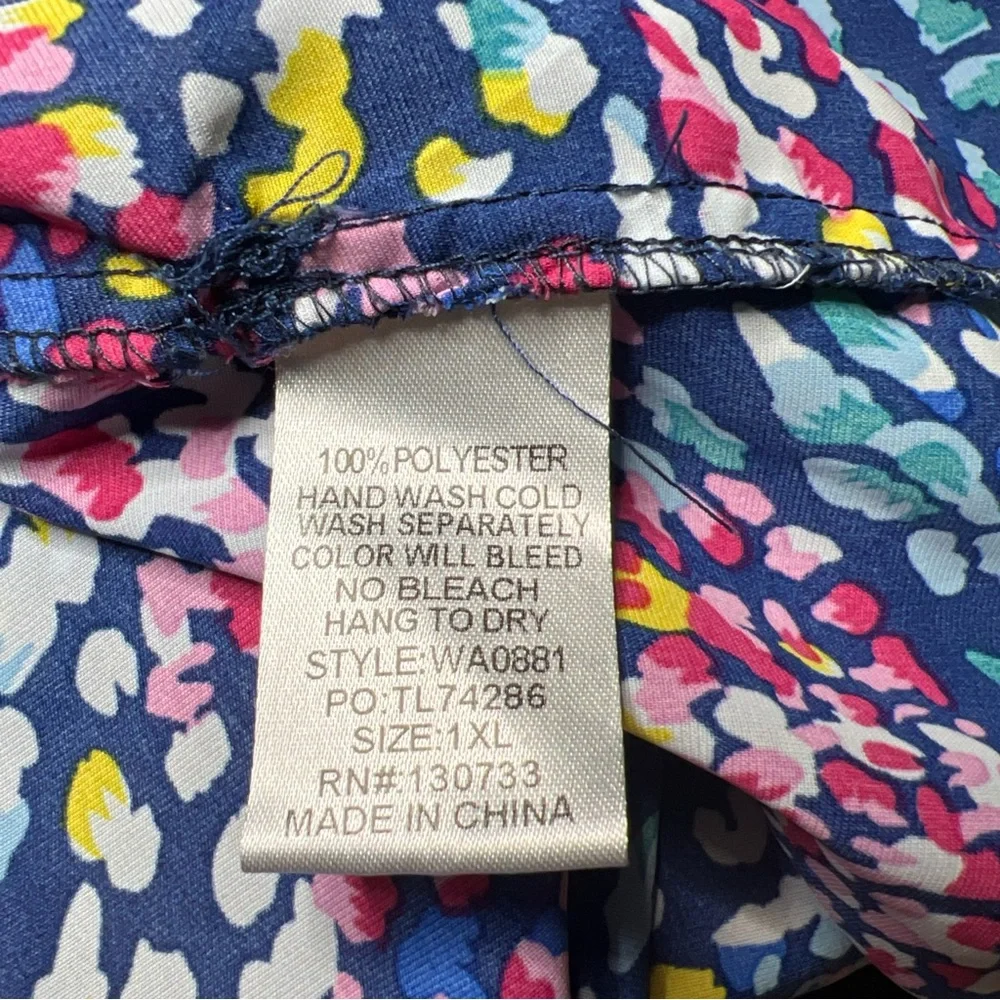 100% POLYESTER
HAND WASH COLD
WASH SEPARATELY
COLOR WILL BLEED
NO BLEACH
HANG TO DRY
STYLE:WA0881
PO:TL74286
SIZE:1XL
RN# 130733
MADE IN CHINA